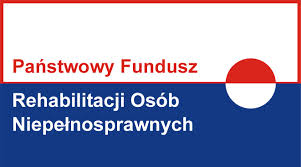 Państwowy Fundusz
Rehabilitacji Osób
Niepełnosprawnych